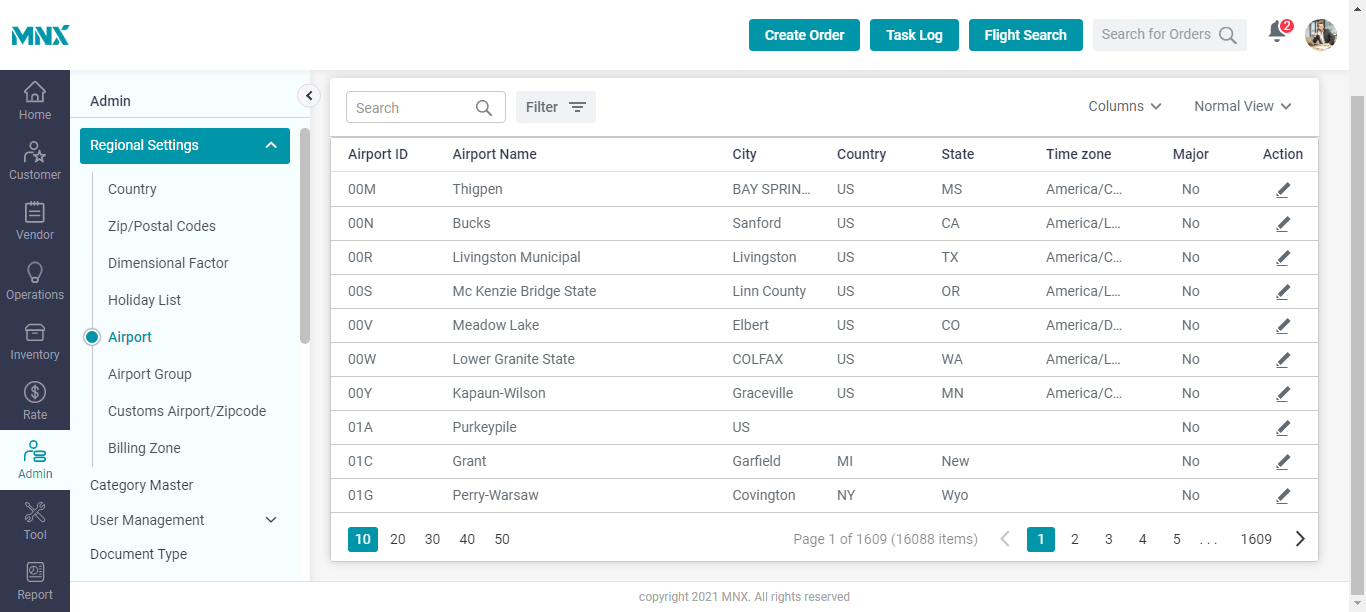 MNX
Create Order
Task Log
Flight Search
Search for Orders
2
Home
Customer
Vendor
Operations
Inventory
Rate
Admin
Tool
Report
Admin
Regional Settings
Country
Zip/Postal Codes
Dimensional Factor
Holiday List
Airport
Airport Group
Customs Airport/Zipcode
Billing Zone
Category Master
User Management
Document Type
Search Filter Columns Normal View
Airport ID Airport Name City Country State Time zone Major Action
00M Thigpen BAY SPRIN... US MS America/C... No
00N Bucks Sanford US CA America/L... No
00R Livingston Municipal Livingston US TX America/C... No
00S Mc Kenzie Bridge State Linn County US OR America/L... No
00V Meadow Lake Elbert US CO America/D... No
00W Lower Granite State COLFAX US WA America/L... No
00Y Kapaun-Wilson Graceville US MN America/C... No
01A Purkeypile US No
01C Grant Garfield MI New No
01G Perry-Warsaw Covington NY Wyo No
10 20 30 40 50 Page 1 of 1609 (16088 items) 1 2 3 4 5 ... 1609
copyright 2021 MNX. All rights reserved